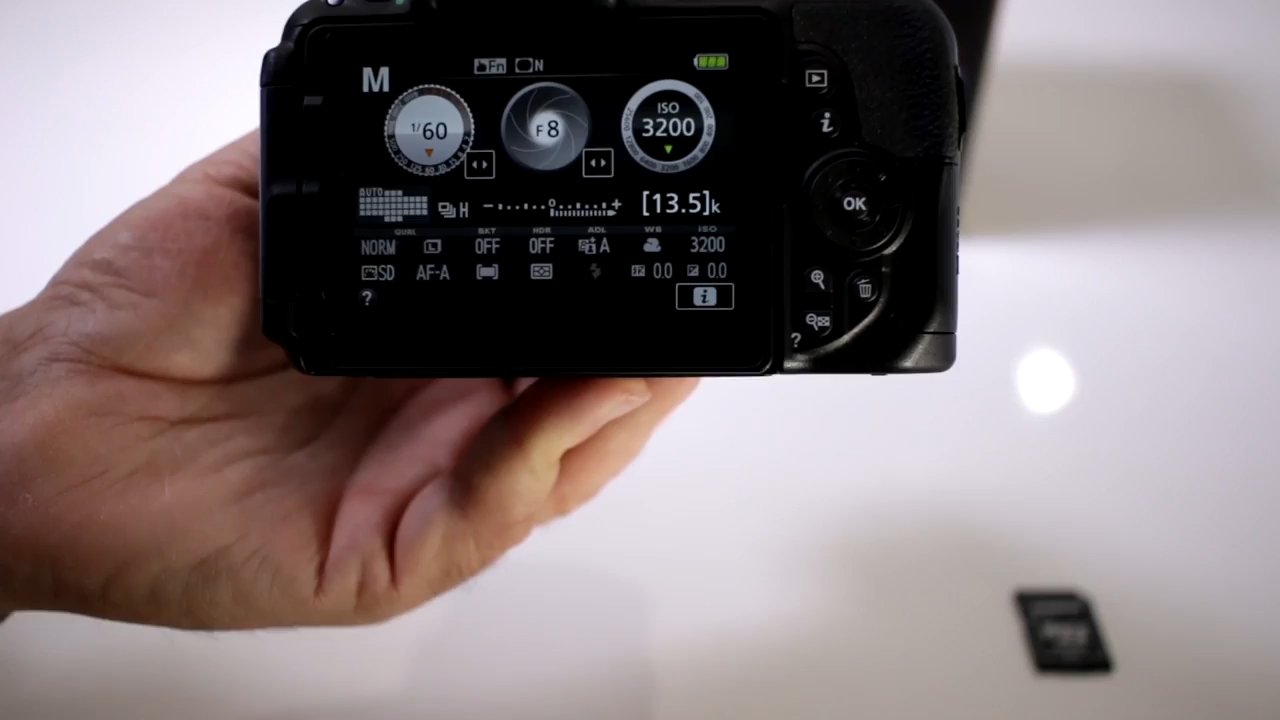 M Fn N
1/60 F8 ISO 3200
i
OK
AUTO H − 0 + [13.5]k
QUAL BKT HDR ADL WB ISO
NORM L OFF OFF A 3200
SD AF-A 0.0 0.0
? i
?